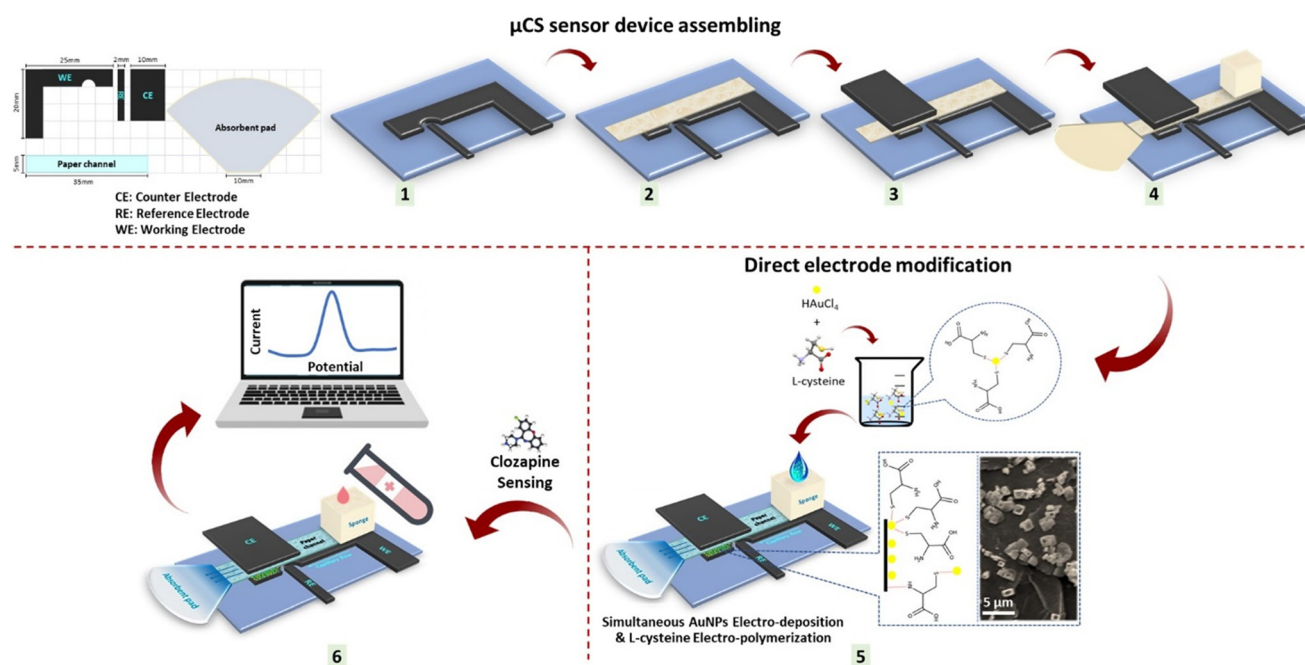 µCS sensor device assembling
25mm
2mm
10mm
WE
RE
CE
20mm
Absorbent pad
Paper channel
5mm
35mm
10mm
CE: Counter Electrode
RE: Reference Electrode
WE: Working Electrode
1
2
3
4
Direct electrode modification
HAuCl4
+
L-cysteine
Current
Potential
Clozapine
Sensing
CE
Paper
channel
Sponge
WE
RE
Absorbent pad
6
CE
Paper
channel
Sponge
WE
RE
Absorbent pad
Simultaneous AuNPs Electro-deposition
& L-cysteine Electro-polymerization
5
5 µm